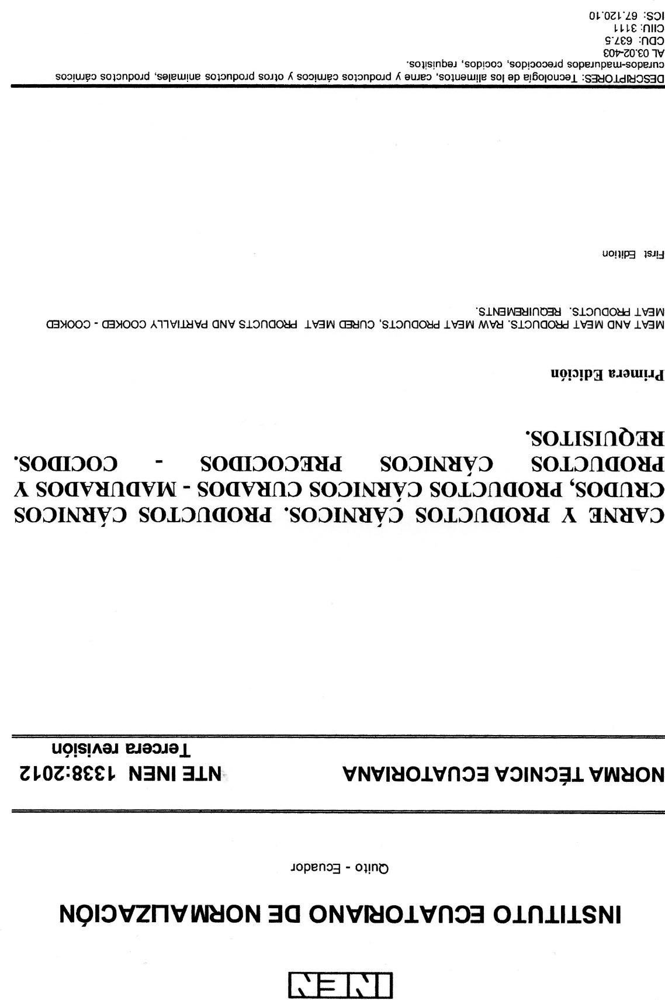 INEN
INSTITUTO ECUATORIANO DE NORMALIZACIÓN
Quito - Ecuador
NORMA TÉCNICA ECUATORIANA NTE INEN 1338:2012
Tercera revisión
CARNE Y PRODUCTOS CÁRNICOS. PRODUCTOS CÁRNICOS
CRUDOS, PRODUCTOS CÁRNICOS CURADOS - MADURADOS Y
PRODUCTOS CÁRNICOS PRECOCIDOS - COCIDOS.
REQUISITOS.
Primera Edición
MEAT AND MEAT PRODUCTS. RAW MEAT PRODUCTS, CURED MEAT PRODUCTS AND PARTIALLY COOKED - COOKED
MEAT PRODUCTS. REQUIREMENTS.
First Edition
DESCRIPTORES: Tecnología de los alimentos, carne y productos cárnicos y otros productos animales, productos cárnicos
curados-madurados precocidos, cocidos, requisitos.
AL 03.02-403
CDU: 637.5
CIIU: 3111
ICS: 67.120.10